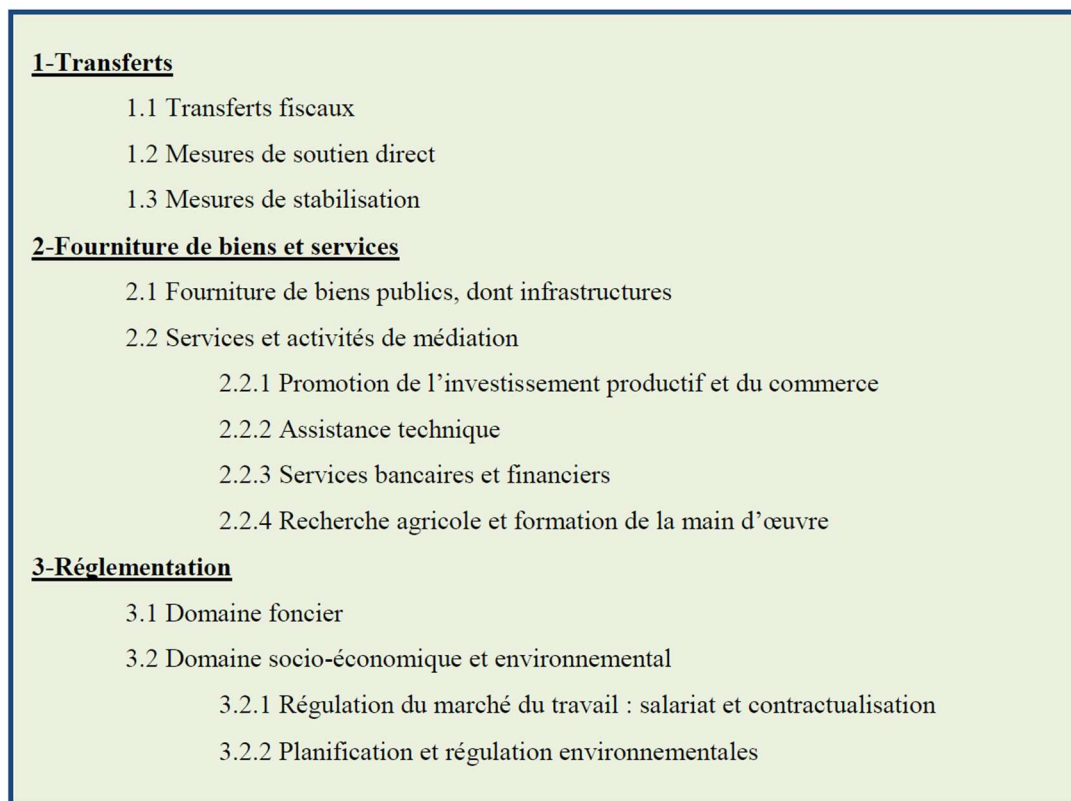 1-Transferts
1.1 Transferts fiscaux
1.2 Mesures de soutien direct
1.3 Mesures de stabilisation
2-Fourniture de biens et services
2.1 Fourniture de biens publics, dont infrastructures
2.2 Services et activités de médiation
2.2.1 Promotion de l’investissement productif et du commerce
2.2.2 Assistance technique
2.2.3 Services bancaires et financiers
2.2.4 Recherche agricole et formation de la main d’œuvre
3-Réglementation
3.1 Domaine foncier
3.2 Domaine socio-économique et environnemental
3.2.1 Régulation du marché du travail : salariat et contractualisation
3.2.2 Planification et régulation environnementales